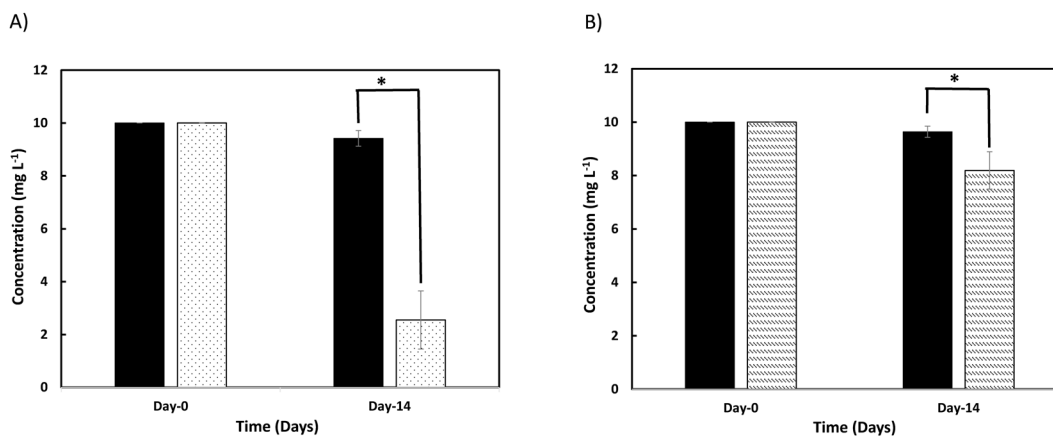 A)
12
10
8
6
4
2
0
Concentration (mg L-1)
*
Day-0
Day-14
Time (Days)
B)
12
10
8
6
4
2
0
Concentration (mg L-1)
*
Day-0
Day-14
Time (Days)